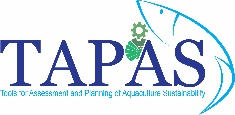 TAPAS
Tools for Assessment and Planning of Aquaculture Sustainability